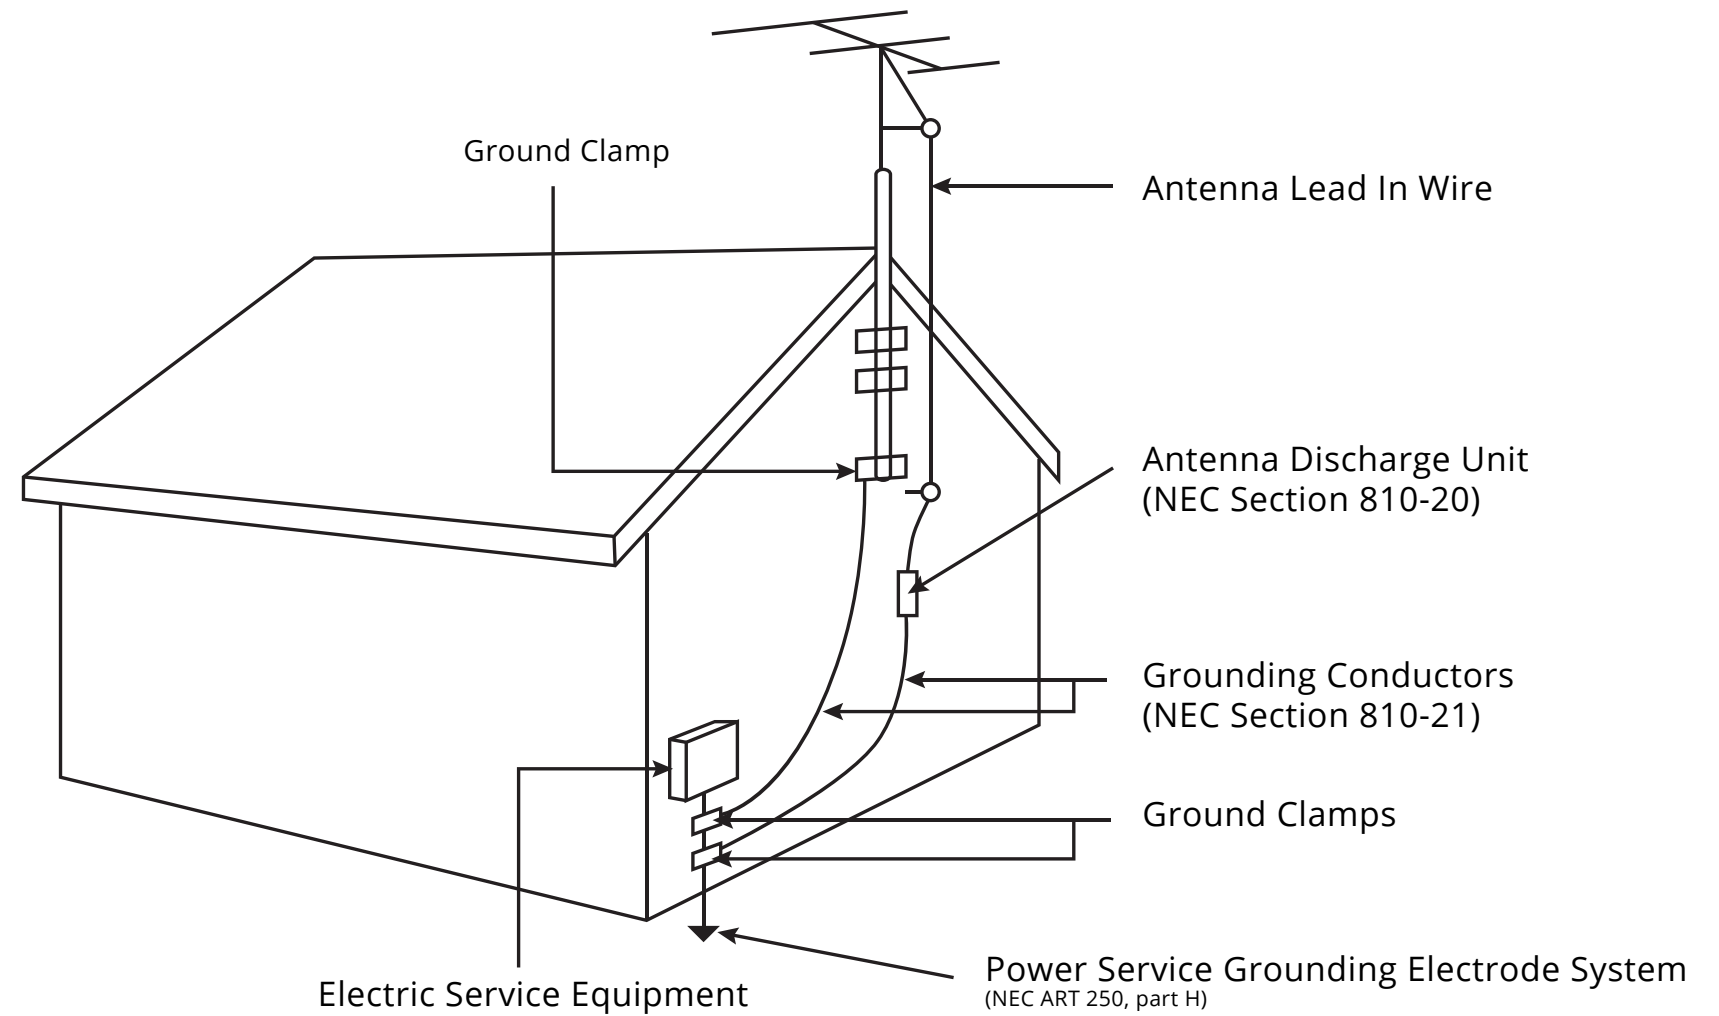 Ground Clamp
Antenna Lead In Wire
Antenna Discharge Unit
(NEC Section 810-20)
Grounding Conductors
(NEC Section 810-21)
Ground Clamps
Power Service Grounding Electrode System
(NEC ART 250, part H)
Electric Service Equipment